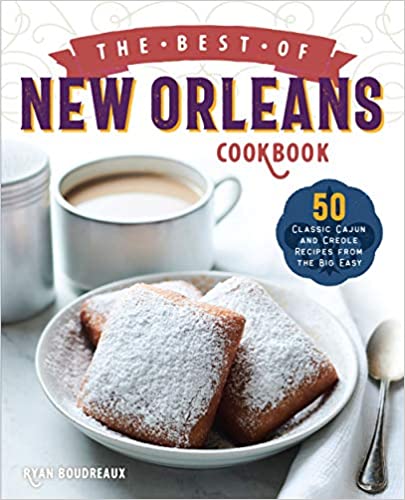 THE • BEST • OF
NEW ORLEANS
COOKBOOK
50
CLASSIC CAJUN
AND CREOLE
RECIPES FROM
THE BIG EASY
RYAN BOUDREAUX